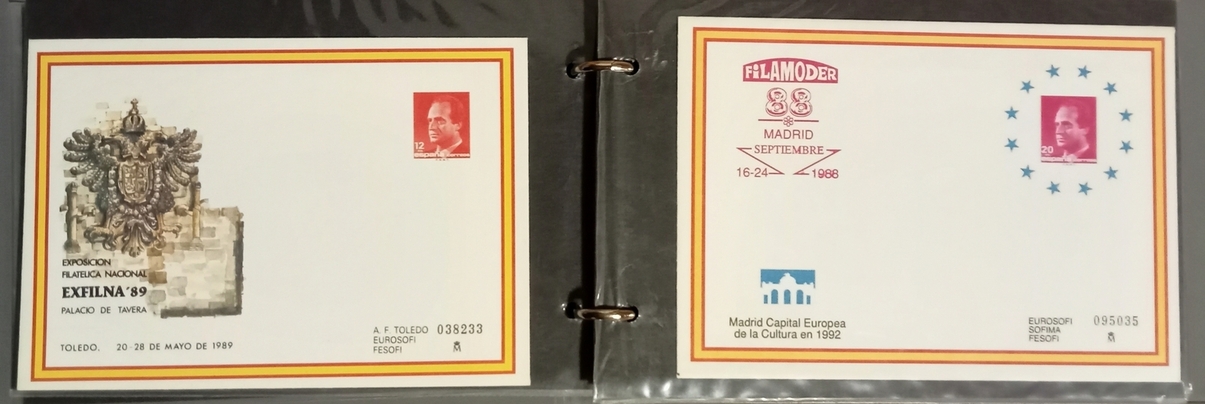 12
españa
EXPOSICION
FILATELICA NACIONAL
EXFILNA '89
PALACIO DE TAVERA
TOLEDO. 20-28 DE MAYO DE 1989
A. F. TOLEDO 038233
EUROSOFI
FESOFI
M
FiLAMODER
88
MADRID
SEPTIEMBRE
16-24 1988
20
españa
Madrid Capital Europea
de la Cultura en 1992
EUROSOFI 095035
SOFIMA
FESOFI
M